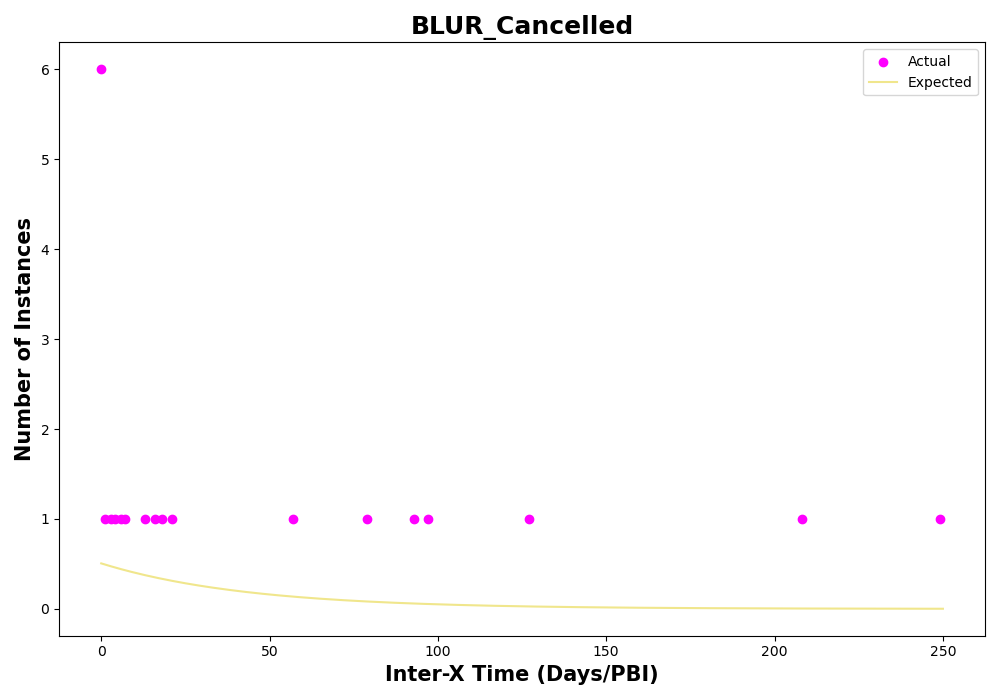 BLUR_Cancelled
Actual
Expected
6
5
4
3
2
1
0
Number of Instances
0 50 100 150 200 250
Inter-X Time (Days/PBI)